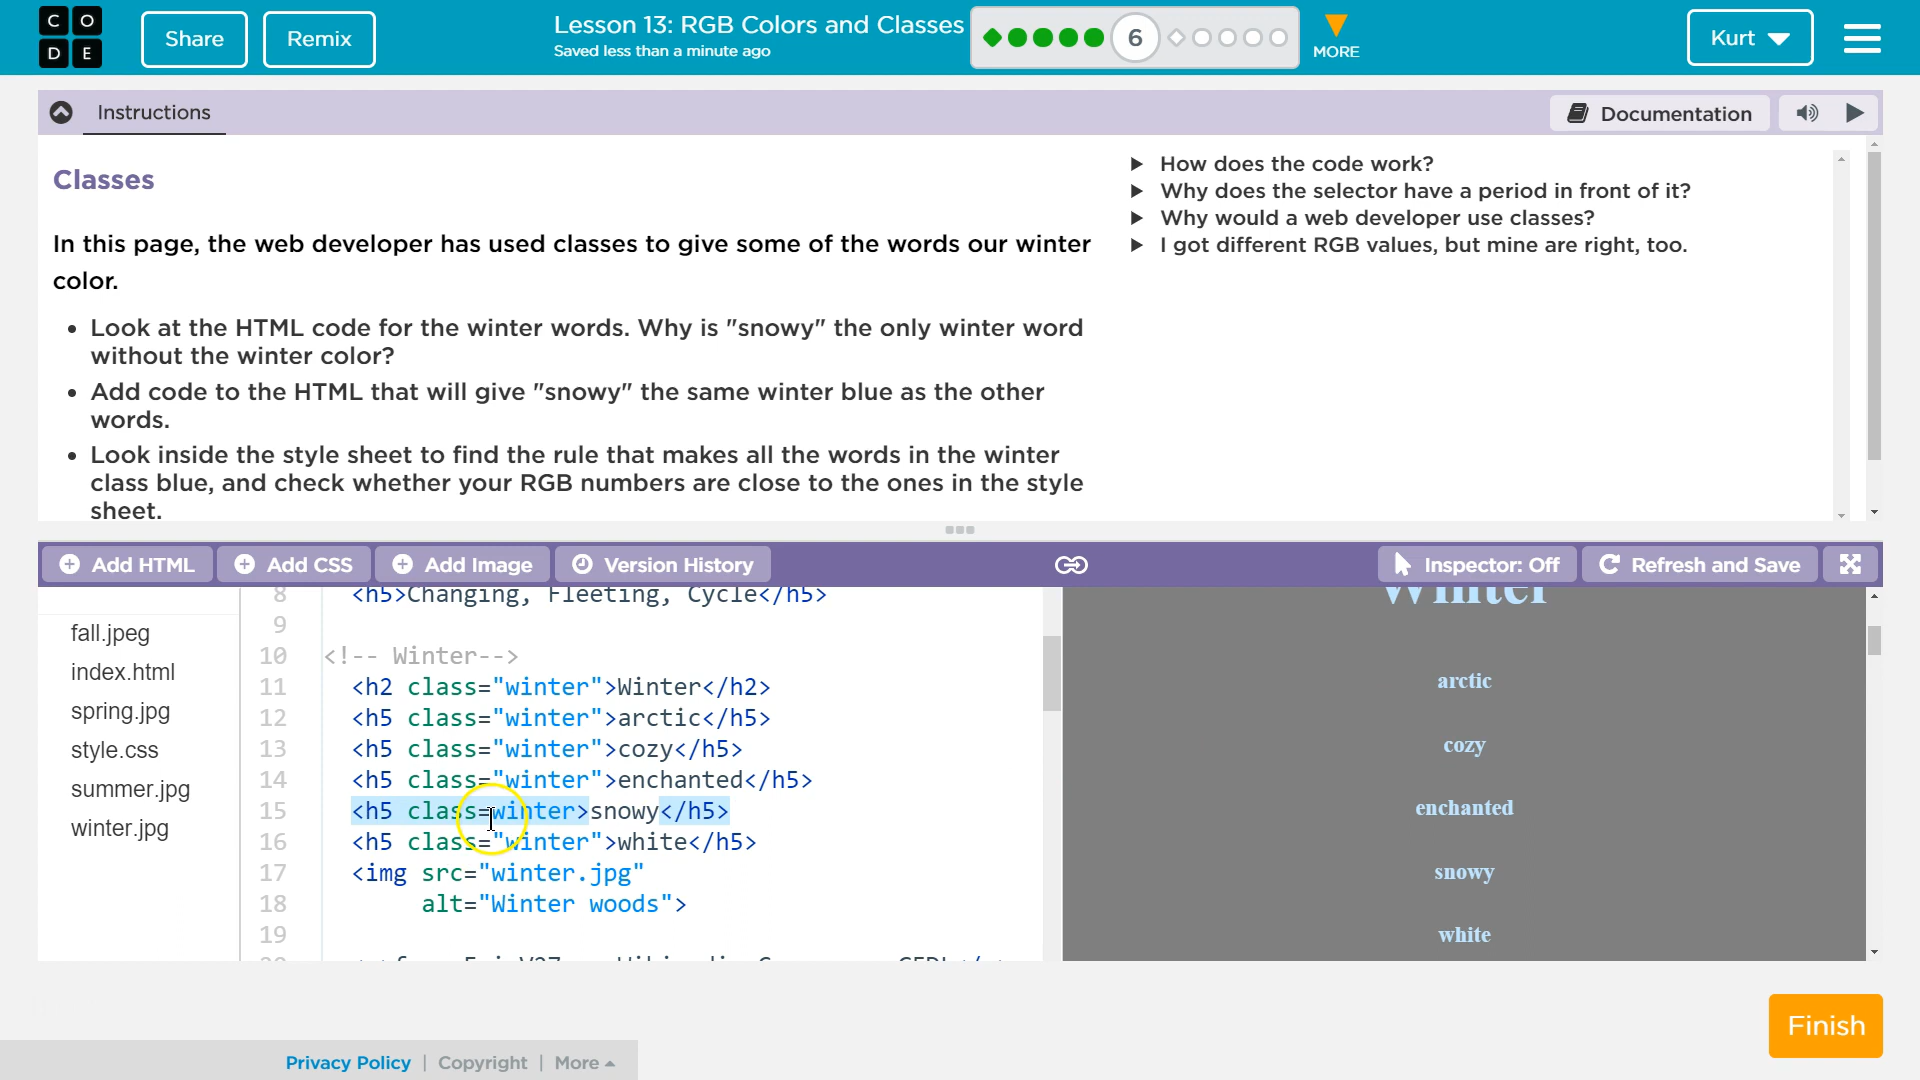 C O
D E
Share
Remix
Lesson 13: RGB Colors and Classes
Saved less than a minute ago
6
MORE
Kurt
Instructions
Documentation
Classes
In this page, the web developer has used classes to give some of the words our winter
color.
Look at the HTML code for the winter words. Why is "snowy" the only winter word
without the winter color?
Add code to the HTML that will give "snowy" the same winter blue as the other
words.
Look inside the style sheet to find the rule that makes all the words in the winter
class blue, and check whether your RGB numbers are close to the ones in the style
sheet.
How does the code work?
Why does the selector have a period in front of it?
Why would a web developer use classes?
I got different RGB values, but mine are right, too.
Add HTML
Add CSS
Add Image
Version History
Inspector: Off
Refresh and Save
fall.jpeg
index.html
spring.jpg
style.css
summer.jpg
winter.jpg
8 <h5>Changing, Fleeting, Cycle</h5>
9
10 <!-- Winter-->
11 <h2 class="winter">Winter</h2>
12 <h5 class="winter">arctic</h5>
13 <h5 class="winter">cozy</h5>
14 <h5 class="winter">enchanted</h5>
15 <h5 class=winter>snowy</h5>
16 <h5 class="winter">white</h5>
17 <img src="winter.jpg"
18 alt="Winter woods">
19
Winter
arctic
cozy
enchanted
snowy
white
Finish
Privacy Policy | Copyright | More